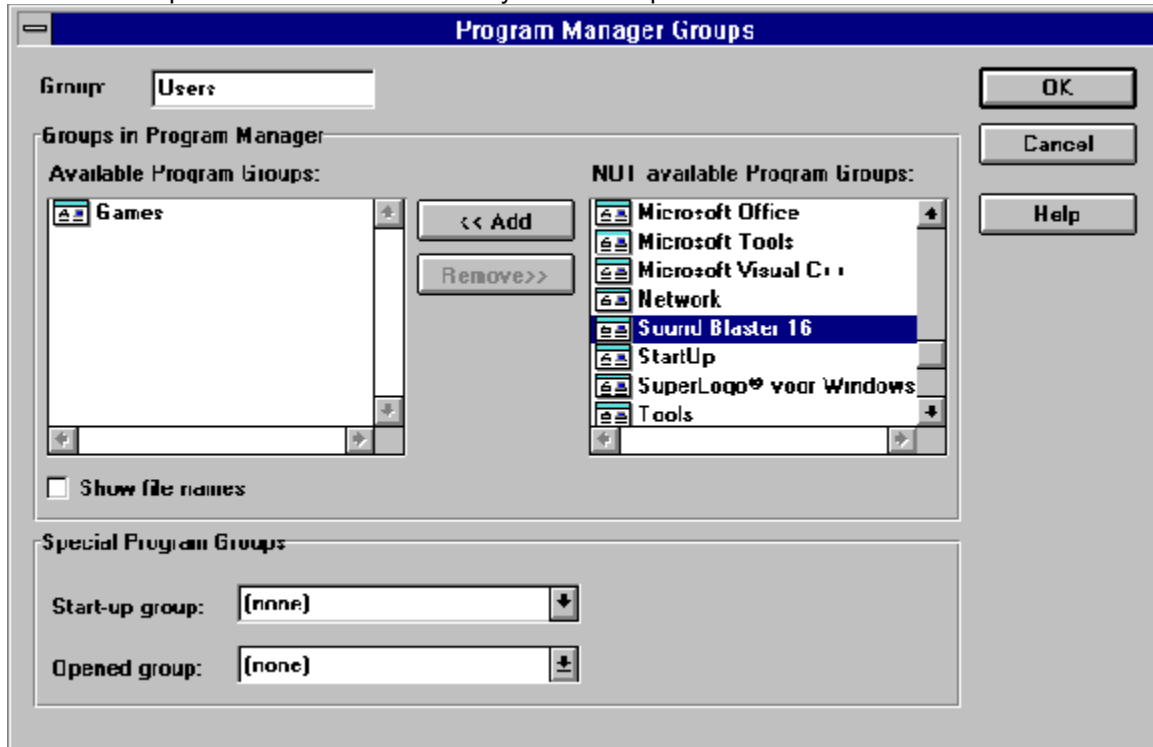 Program Manager Groups
Group: Users
OK
Groups in Program Manager
Cancel
Available Program Groups:
NOT available Program Groups:
Games
<< Add
Remove>>
Microsoft Office
Microsoft Tools
Microsoft Visual C++
Network
Sound Blaster 16
StartUp
SuperLogo® voor Windows
Tools
Help
Show file names
Special Program Groups
Start-up group: (none)
Opened group: (none)